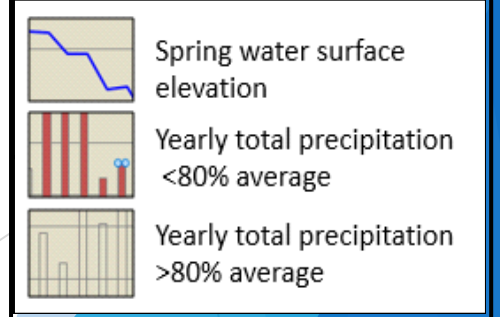 Spring water surface
elevation
Yearly total precipitation
<80% average
Yearly total precipitation
>80% average